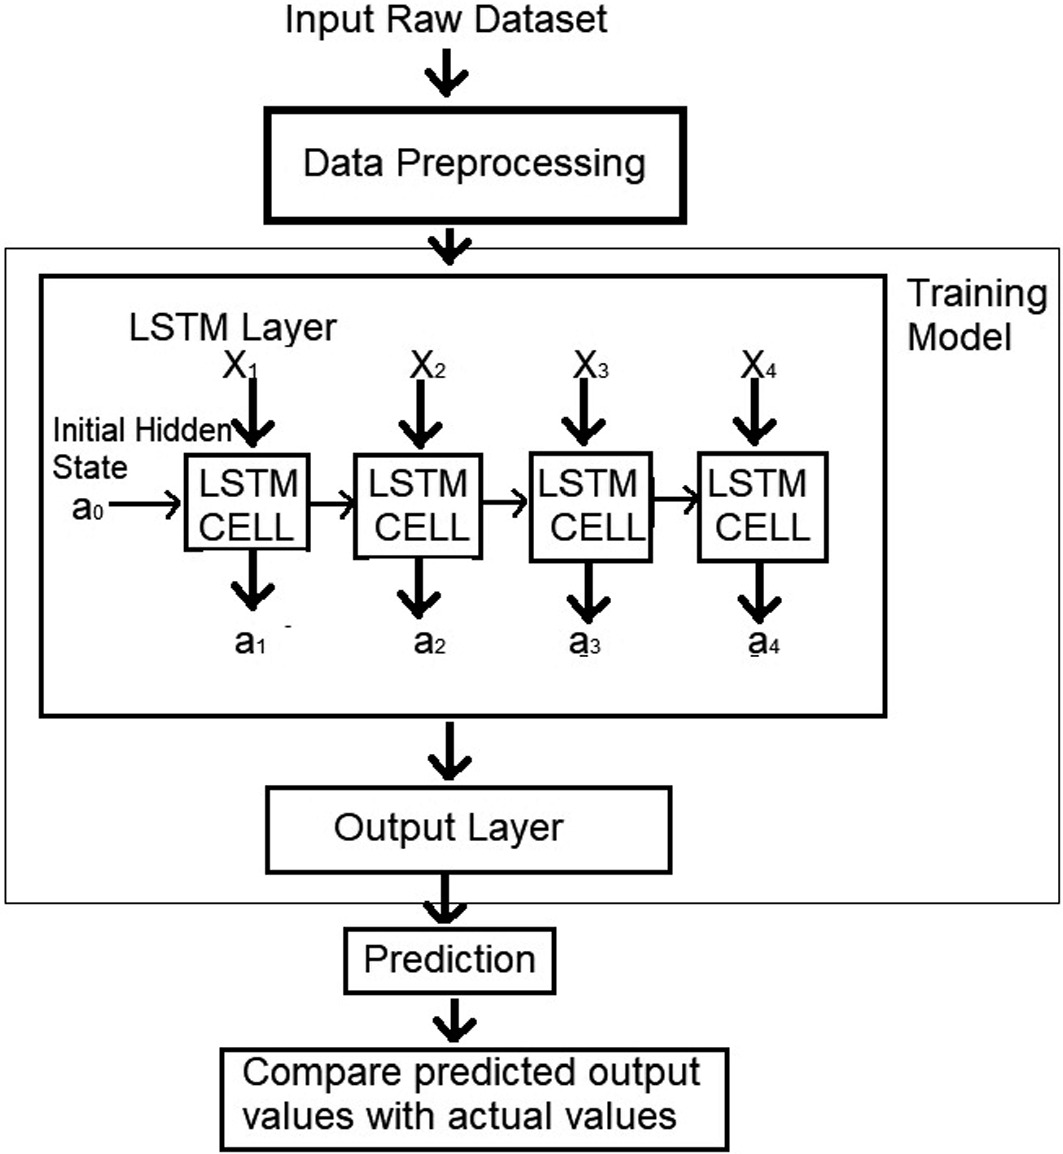 Input Raw Dataset
Data Preprocessing
Training
Model
LSTM Layer
X1 X2 X3 X4
Initial Hidden
State
a0
LSTM CELL
LSTM CELL
LSTM CELL
LSTM CELL
a1 a2 a3 a4
Output Layer
Prediction
Compare predicted output
values with actual values